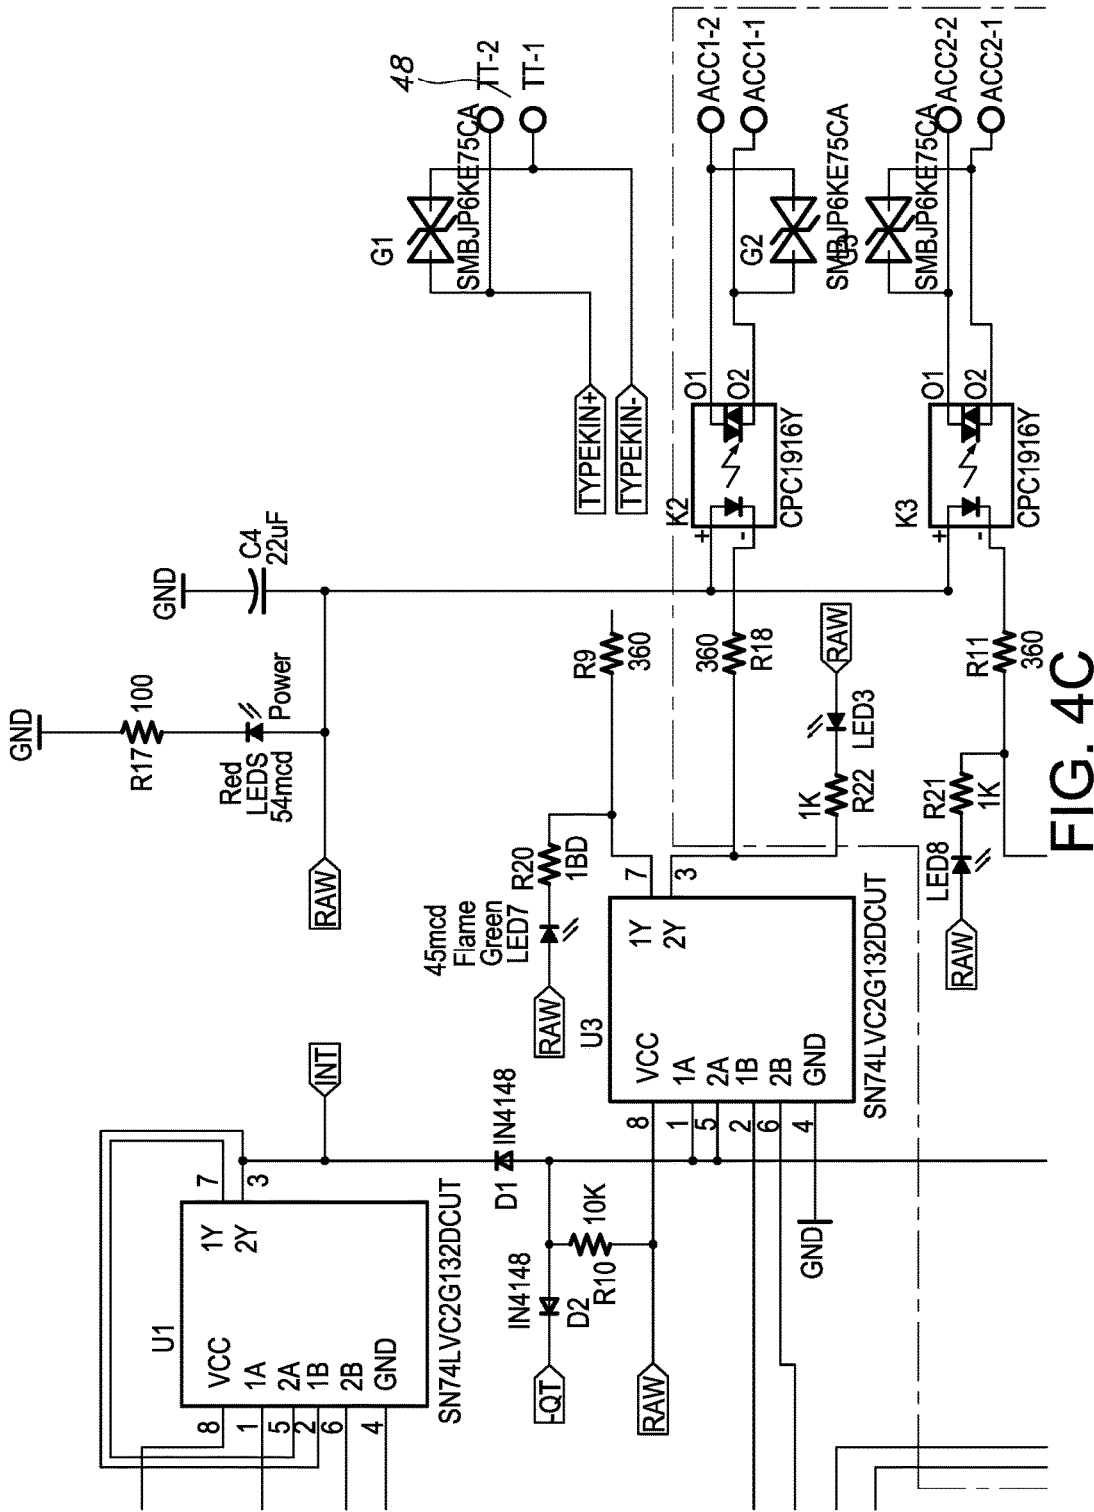 48
TT-2
TT-1
G1
SMBJP6KE75CA
TYPEKIN+
TYPEKIN-
ACC1-2
ACC1-1
G2
SMBJP6KE75CA
G3
SMBJP6KE75CA
ACC2-2
ACC2-1
O1
O2
K2
+
-
CPC1916Y
O1
O2
K3
+
-
CPC1916Y
GND
C4
22uF
GND
R17
100
Red
LEDS
54mcd
Power
RAW
R9
360
360
R18
RAW
LED3
1K
R22
R11
360
R21
1K
LED8
RAW
45mcd
Flame
Green
LED7
R20
1BD
RAW
7
3
U3
1Y
2Y
VCC
1A
2A
1B
2B
GND
8
1
5
2
6
4
SN74LVC2G132DCUT
GND
INT
D1
IN4148
IN4148
D2
10K
R10
-QT
RAW
7
3
U1
1Y
2Y
VCC
1A
2A
1B
2B
GND
8
1
5
2
6
4
SN74LVC2G132DCUT
FIG. 4C